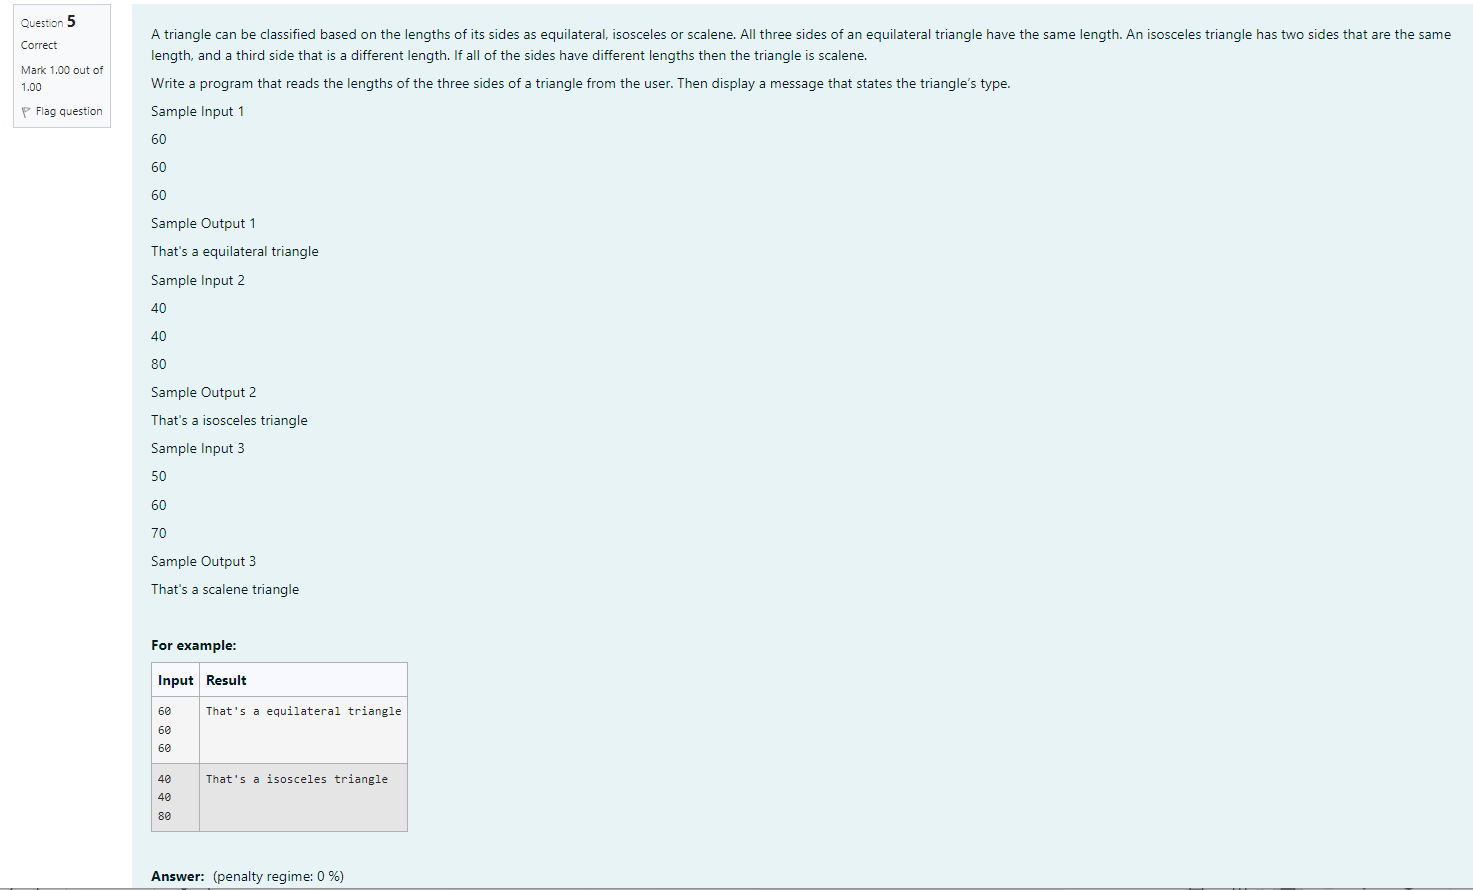 Question 5
Correct
Mark 1.00 out of
1.00
Flag question
A triangle can be classified based on the lengths of its sides as equilateral, isosceles or scalene. All three sides of an equilateral triangle have the same length. An isosceles triangle has two sides that are the same
length, and a third side that is a different length. If all of the sides have different lengths then the triangle is scalene.
Write a program that reads the lengths of the three sides of a triangle from the user. Then display a message that states the triangle's type.
Sample Input 1
60
60
60
Sample Output 1
That's a equilateral triangle
Sample Input 2
40
40
80
Sample Output 2
That's a isosceles triangle
Sample Input 3
50
60
70
Sample Output 3
That's a scalene triangle
For example:
Input Result
60 That's a equilateral triangle
60
60
40 That's a isosceles triangle
40
80
Answer: (penalty regime: 0 %)